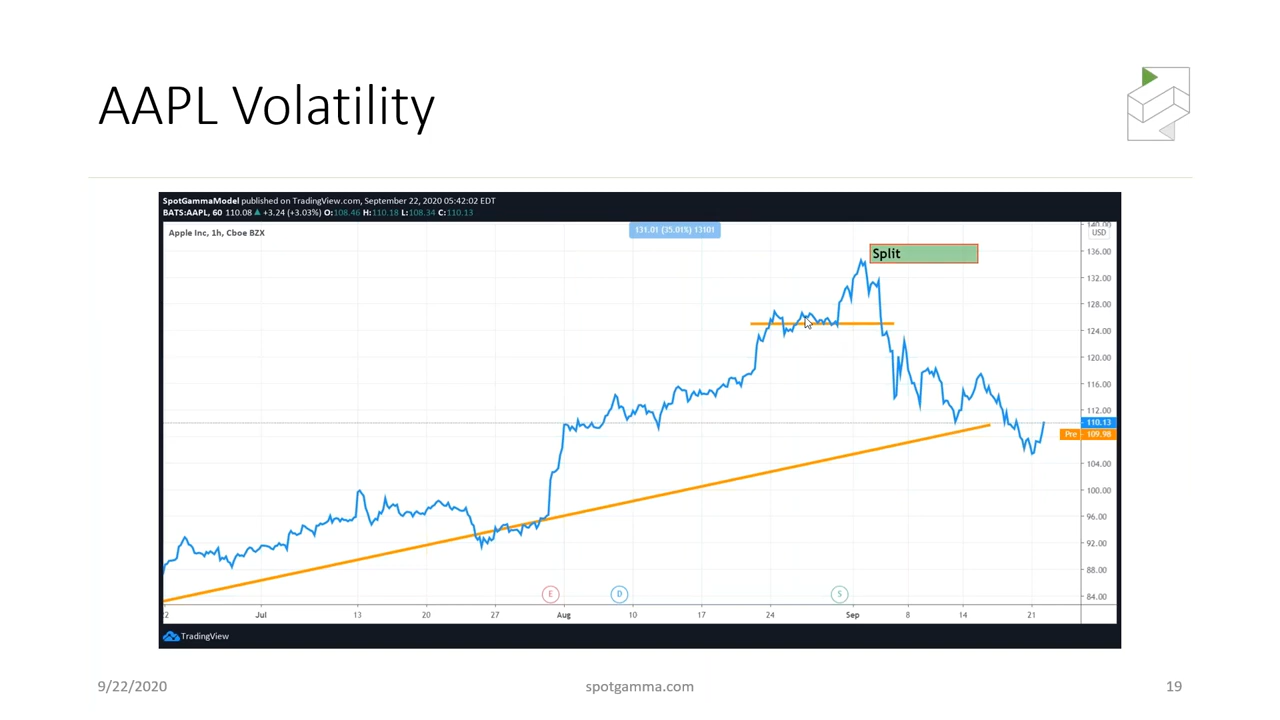 AAPL Volatility
SpotGammaModel published on TradingView.com, September 22, 2020 05:42:02 EDT
BATS:AAPL, 60 110.08 ▲ +3.24 (+3.03%) O:108.46 H:110.18 L:108.34 C:110.13
Apple Inc, 1h, Cboe BZX
131.01 (35.01%) 13101
140.00
USD
Split
136.00
132.00
128.00
124.00
120.00
116.00
112.00
110.13
Pre 109.98
104.00
100.00
96.00
92.00
88.00
84.00
E D S
22 Jul 13 20 27 Aug 10 17 24 Sep 8 14 21
TradingView
9/22/2020 spotgamma.com 19